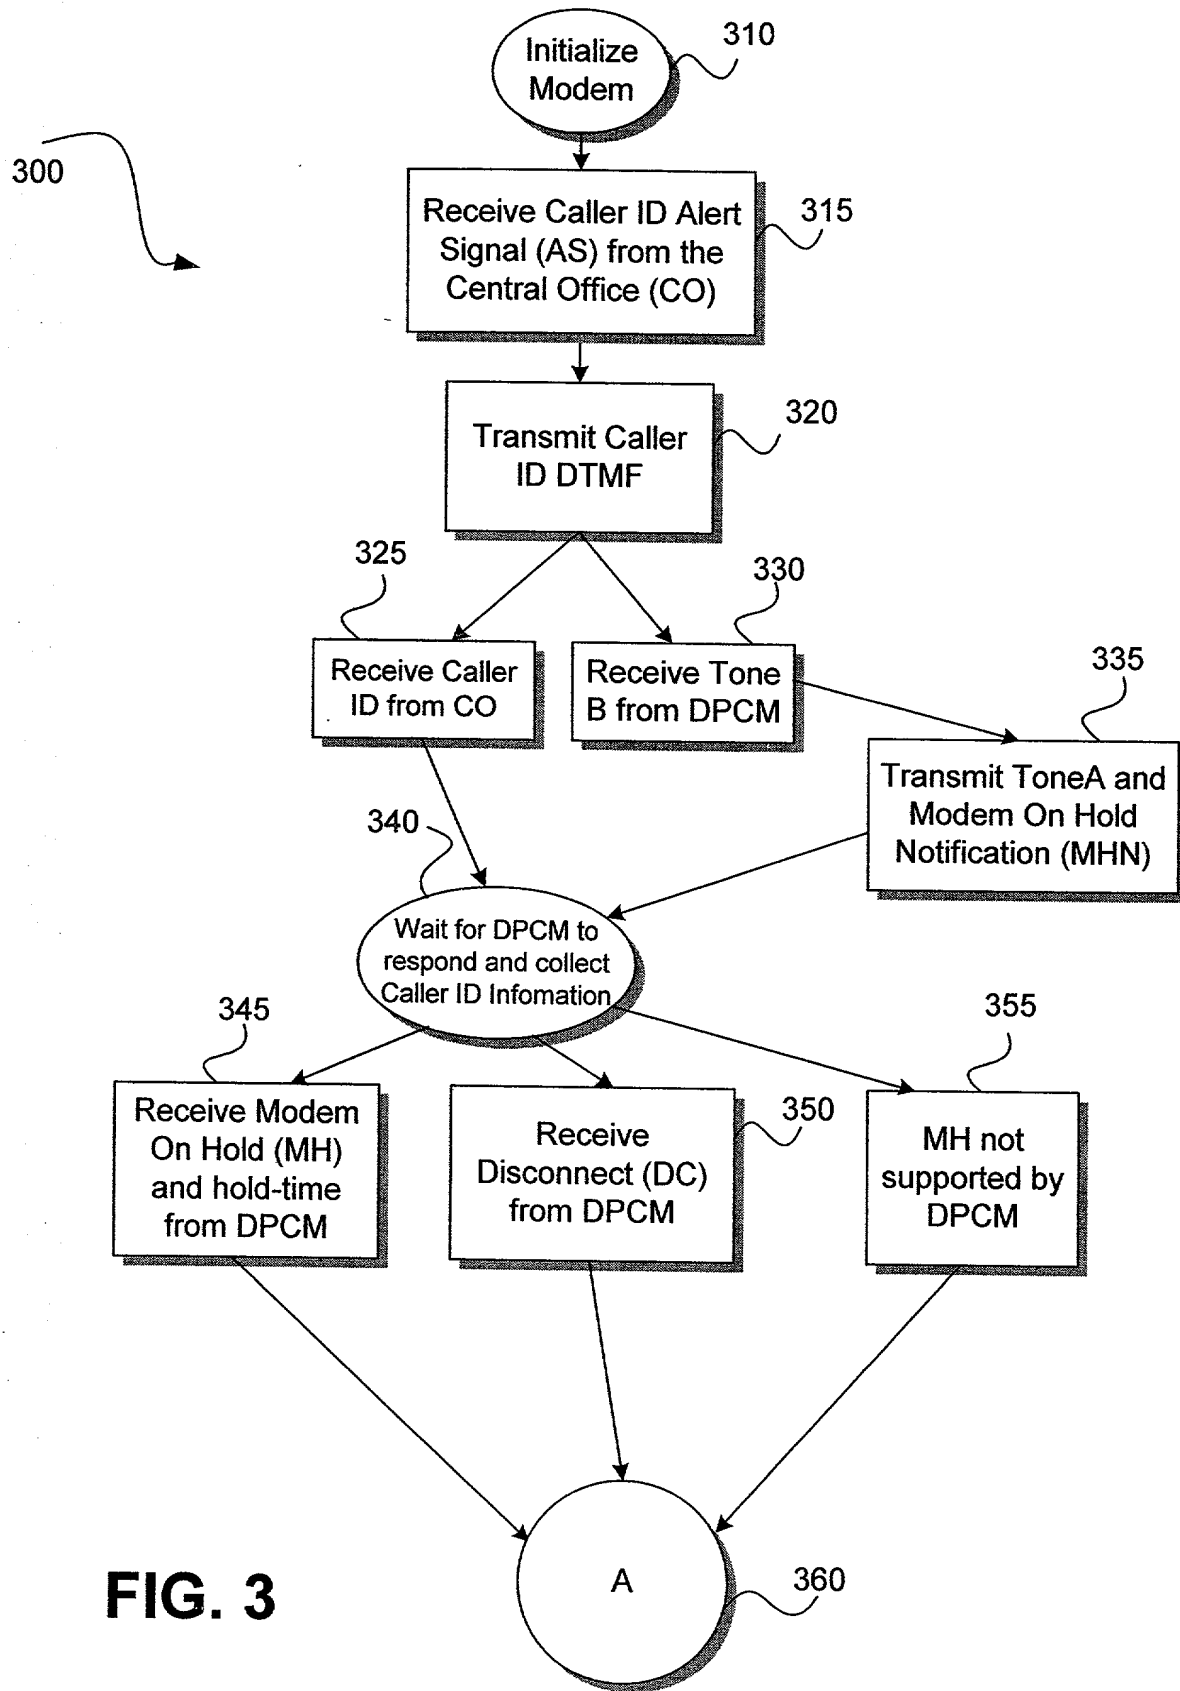 Initialize
Modem
310
300
Receive Caller ID Alert
Signal (AS) from the
Central Office (CO)
315
Transmit Caller
ID DTMF
320
325
330
Receive Caller
ID from CO
Receive Tone
B from DPCM
335
Transmit ToneA and
Modem On Hold
Notification (MHN)
340
Wait for DPCM to
respond and collect
Caller ID Infomation
345
355
Receive Modem
On Hold (MH)
and hold-time
from DPCM
Receive
Disconnect (DC)
from DPCM
350
MH not
supported by
DPCM
A
360
FIG. 3